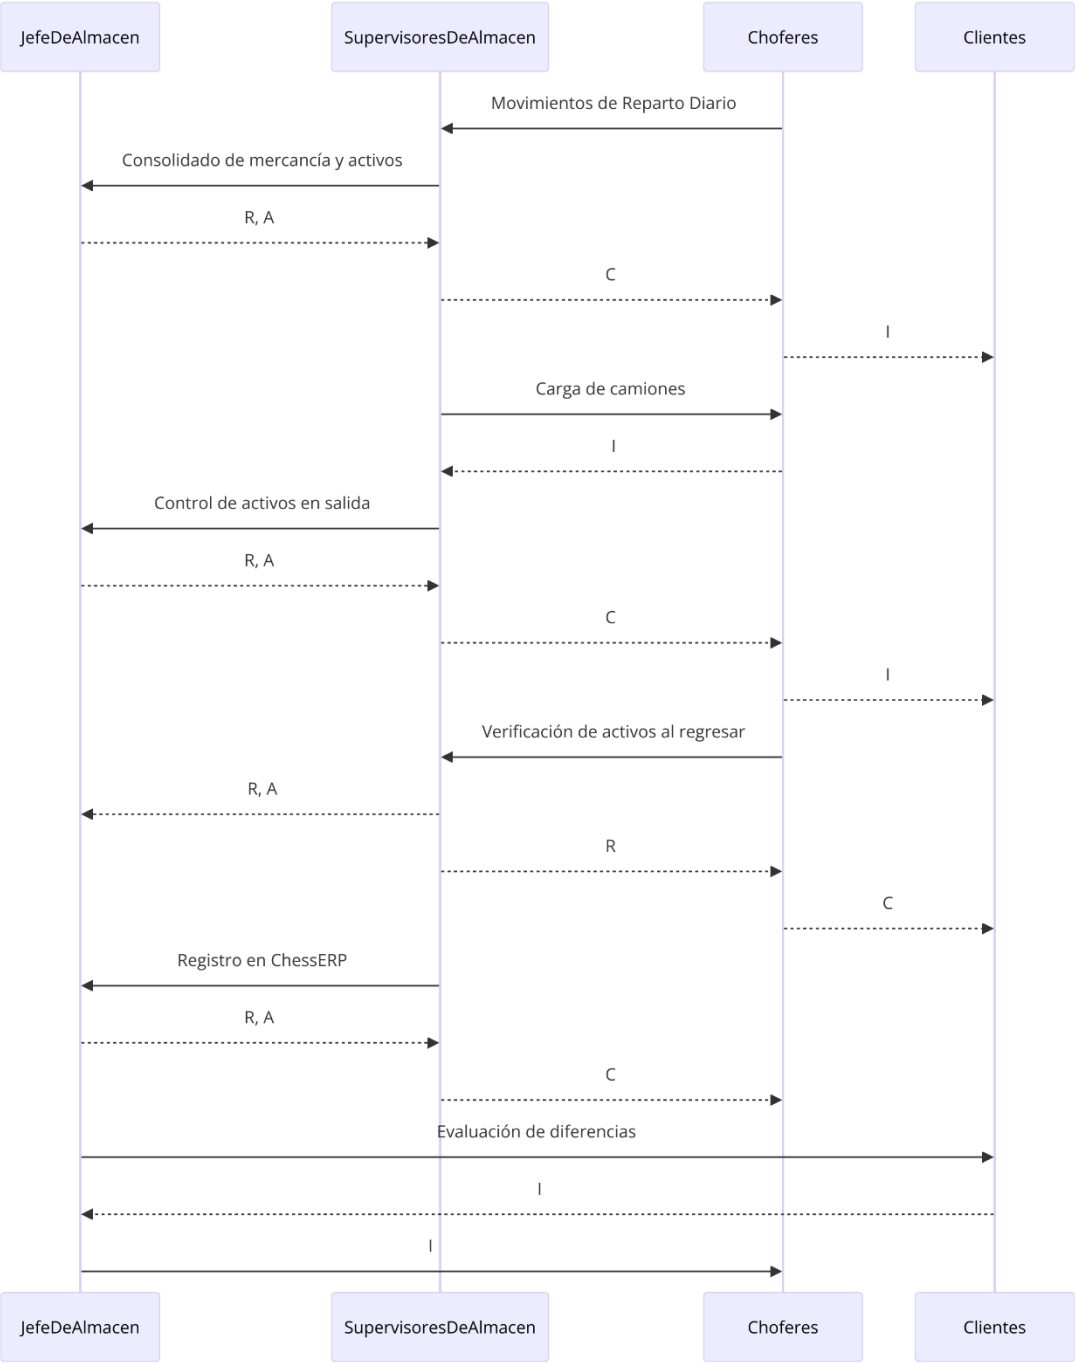 JefeDeAlmacen SupervisoresDeAlmacen Choferes Clientes
Movimientos de Reparto Diario
Consolidado de mercancía y activos
R, A
C
I
Carga de camiones
I
Control de activos en salida
R, A
C
I
Verificación de activos al regresar
R, A
R
C
Registro en ChessERP
R, A
C
Evaluación de diferencias
I
I
JefeDeAlmacen SupervisoresDeAlmacen Choferes Clientes